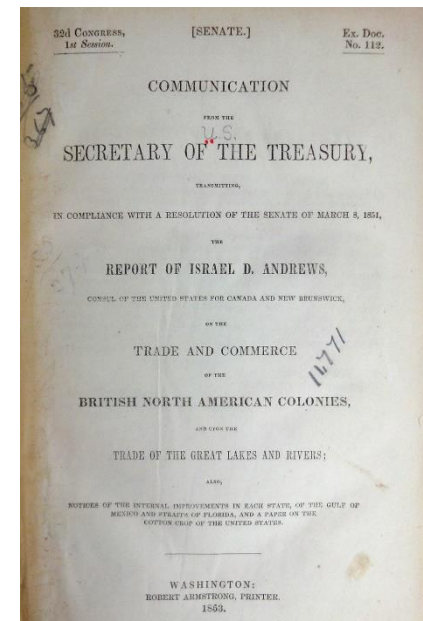 32d Congress, [SENATE.] Ex. Doc.
1st Session. No. 112.
COMMUNICATION
FROM THE
U.S.
SECRETARY OF THE TREASURY,
TRANSMITTING,
IN COMPLIANCE WITH A RESOLUTION OF THE SENATE OF MARCH 8, 1851,
THE
REPORT OF ISRAEL D. ANDREWS,
CONSUL OF THE UNITED STATES FOR CANADA AND NEW BRUNSWICK,
ON THE
TRADE AND COMMERCE
OF THE
BRITISH NORTH AMERICAN COLONIES,
AND UPON THE
TRADE OF THE GREAT LAKES AND RIVERS;
ALSO,
NOTICES OF THE INTERNAL IMPROVEMENTS IN EACH STATE, OF THE GULF OF
MEXICO AND STRAITS OF FLORIDA, AND A PAPER ON THE
COTTON CROP OF THE UNITED STATES.
WASHINGTON:
ROBERT ARMSTRONG, PRINTER.
1853.